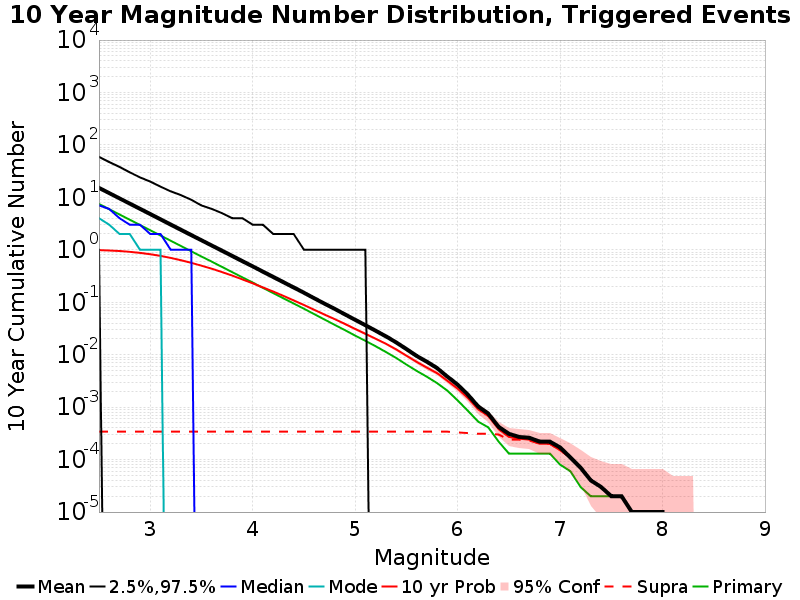 10 Year Magnitude Number Distribution, Triggered Events
10 Year Cumulative Number
10^4
10^3
10^2
10^1
10^0
10^-1
10^-2
10^-3
10^-4
10^-5
3 4 5 6 7 8 9
Magnitude
Mean 2.5%,97.5% Median Mode 10 yr Prob 95% Conf Supra Primary